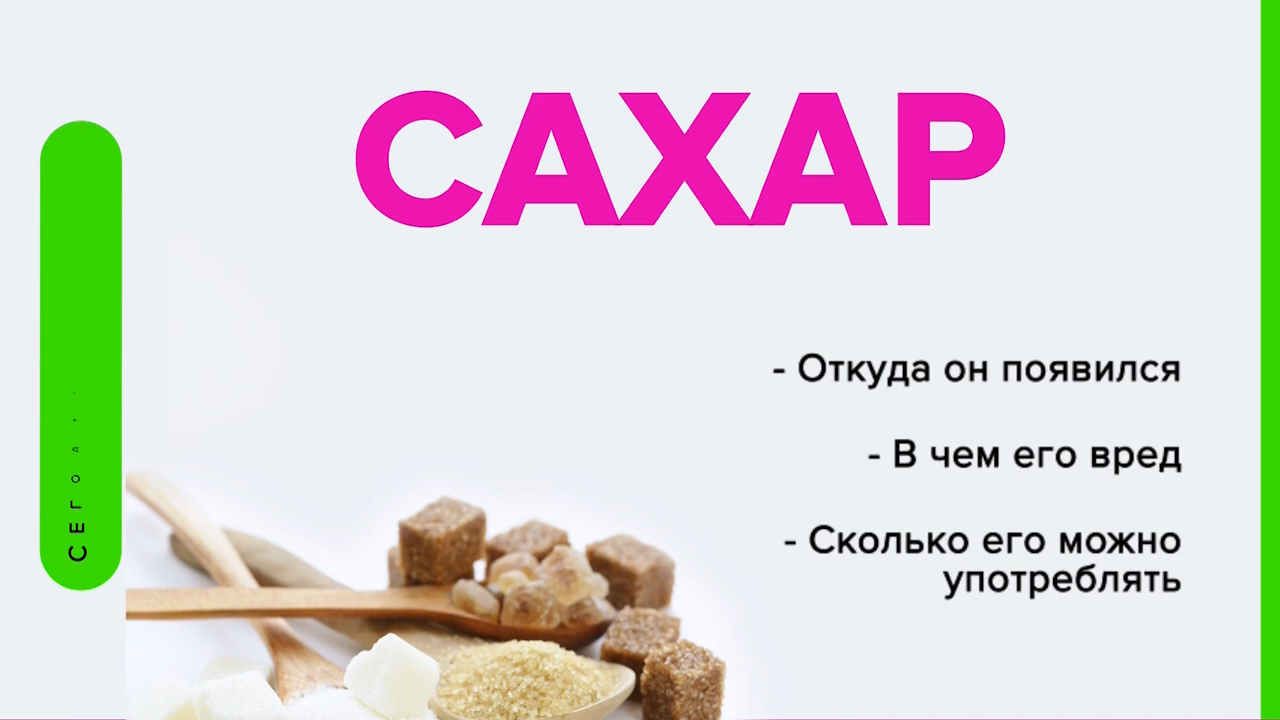 САХАР
- Откуда он появился
- В чем его вред
- Сколько его можно
употреблять